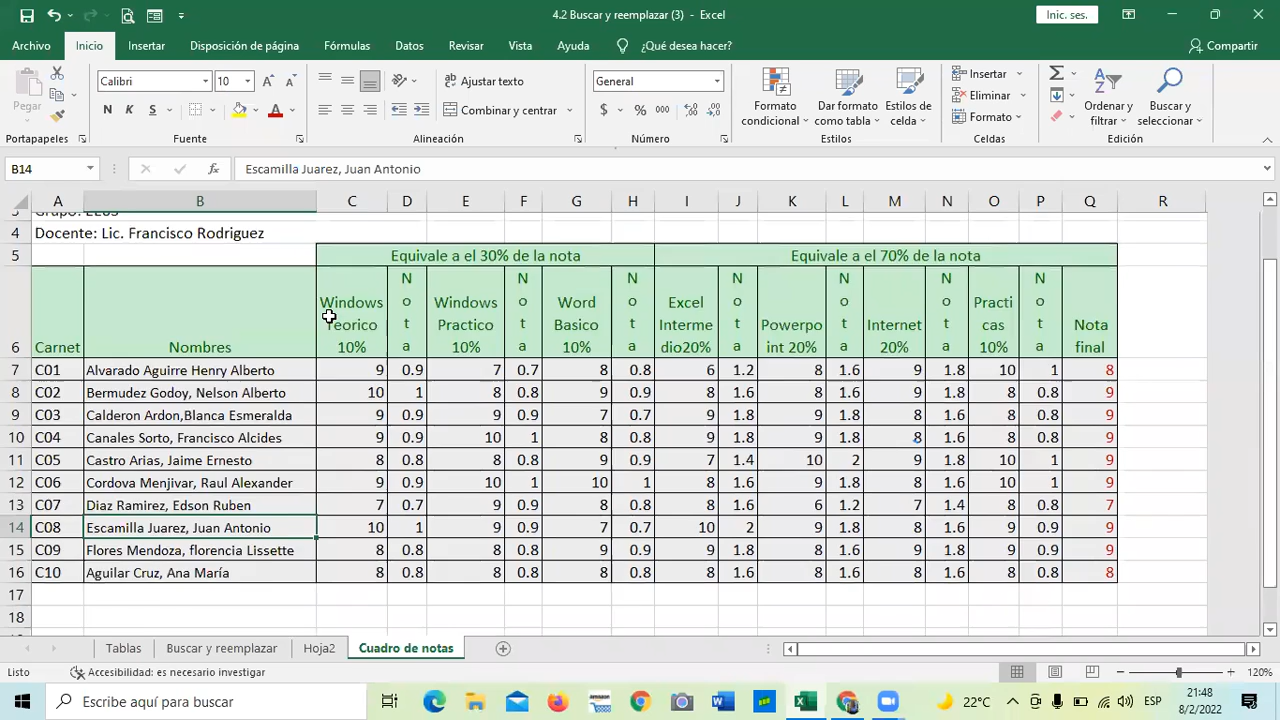 4.2 Buscar y reemplazar (3) - Excel
Inic. ses.
Archivo Inicio Insertar Disposición de página Fórmulas Datos Revisar Vista Ayuda ¿Qué desea hacer? Compartir
Pegar
Calibri 10
N K S
Ajustar texto
Combinar y centrar
General
$ % 000
Formato condicional
Dar formato como tabla
Estilos de celda
Insertar
Eliminar
Formato
Ordenar y filtrar
Buscar y seleccionar
Portapapeles Fuente Alineación Número Estilos Celdas Edición
B14 fx Escamilla Juarez, Juan Antonio
A B C D E F G H I J K L M N O P Q R
4 Docente: Lic. Francisco Rodriguez
5 Equivale a el 30% de la nota Equivale a el 70% de la nota
6 Carnet Nombres Windows Teorico 10% Nota Windows Practico 10% Nota Word Basico 10% Nota Excel Intermedio20% Nota Powerpoint 20% Nota Internet 20% Nota Practicas 10% Nota Nota final
7 C01 Alvarado Aguirre Henry Alberto 9 0.9 7 0.7 8 0.8 6 1.2 8 1.6 9 1.8 10 1 8
8 C02 Bermudez Godoy, Nelson Alberto 10 1 8 0.8 9 0.9 8 1.6 8 1.6 9 1.8 8 0.8 9
9 C03 Calderon Ardon,Blanca Esmeralda 9 0.9 9 0.9 7 0.7 9 1.8 9 1.8 8 1.6 8 0.8 9
10 C04 Canales Sorto, Francisco Alcides 9 0.9 10 1 8 0.8 9 1.8 9 1.8 8 1.6 8 0.8 9
11 C05 Castro Arias, Jaime Ernesto 8 0.8 8 0.8 9 0.9 7 1.4 10 2 9 1.8 10 1 9
12 C06 Cordova Menjivar, Raul Alexander 9 0.9 10 1 10 1 8 1.6 9 1.8 8 1.6 10 1 9
13 C07 Diaz Ramirez, Edson Ruben 7 0.7 9 0.9 8 0.8 8 1.6 6 1.2 7 1.4 8 0.8 7
14 C08 Escamilla Juarez, Juan Antonio 10 1 9 0.9 7 0.7 10 2 9 1.8 8 1.6 9 0.9 9
15 C09 Flores Mendoza, florencia Lissette 8 0.8 8 0.8 9 0.9 9 1.8 8 1.6 9 1.8 9 0.9 9
16 C10 Aguilar Cruz, Ana María 8 0.8 8 0.8 8 0.8 8 1.6 8 1.6 8 1.6 8 0.8 8
17
18
Tablas Buscar y reemplazar Hoja2 Cuadro de notas
Listo Accesibilidad: es necesario investigar 120%
Escribe aquí para buscar 22°C ESP 21:48
8/2/2022